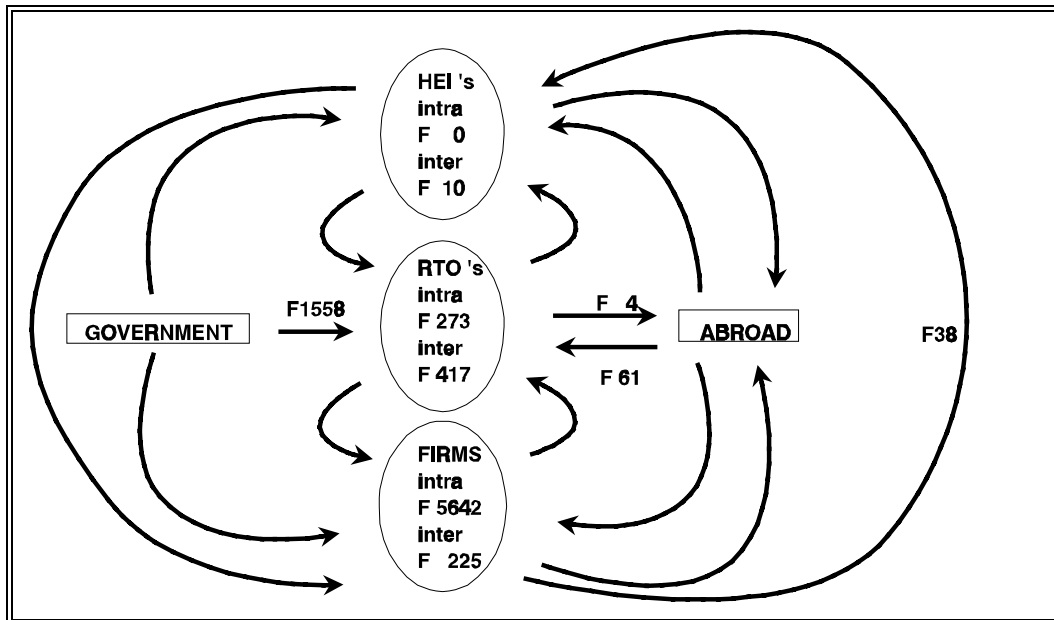 HEI 's
intra
F 0
inter
F 10
RTO 's
intra
F 273
inter
F 417
FIRMS
intra
F 5642
inter
F 225
GOVERNMENT
F1558
F 4
F 61
ABROAD
F38